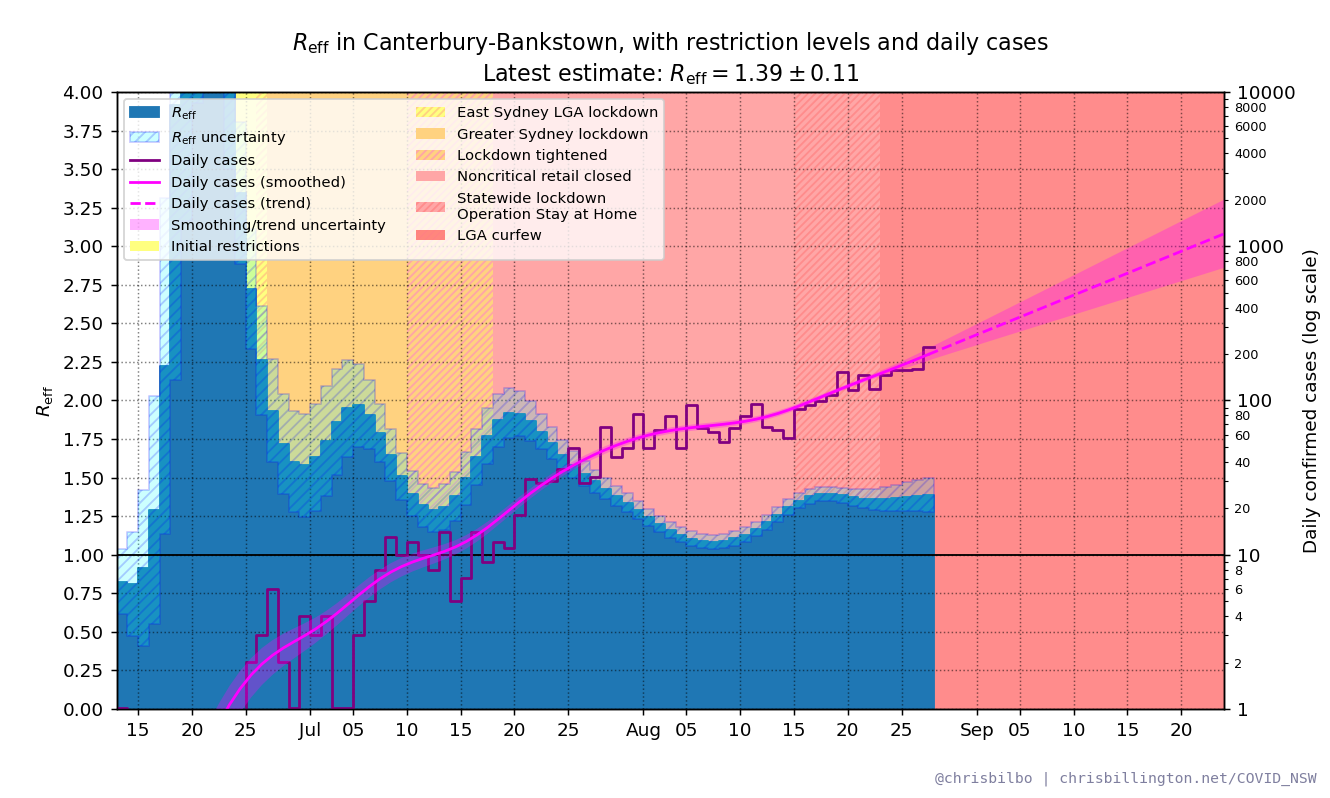 R_eff in Canterbury-Bankstown, with restriction levels and daily cases
Latest estimate: R_eff = 1.39 ± 0.11
R_eff
R_eff uncertainty
Daily cases
Daily cases (smoothed)
Daily cases (trend)
Smoothing/trend uncertainty
Initial restrictions
East Sydney LGA lockdown
Greater Sydney lockdown
Lockdown tightened
Noncritical retail closed
Statewide lockdown
Operation Stay at Home
LGA curfew
R_eff
4.00
3.75
3.50
3.25
3.00
2.75
2.50
2.25
2.00
1.75
1.50
1.25
1.00
0.75
0.50
0.25
0.00
15 20 25 Jul 05 10 15 20 25 Aug 05 10 15 20 25 Sep 05 10 15 20
10000
8000
6000
4000
2000
1000
800
600
400
200
100
80
60
40
20
10
8
6
4
2
1
Daily confirmed cases (log scale)
@chrisbilbo | chrisbillington.net/COVID_NSW